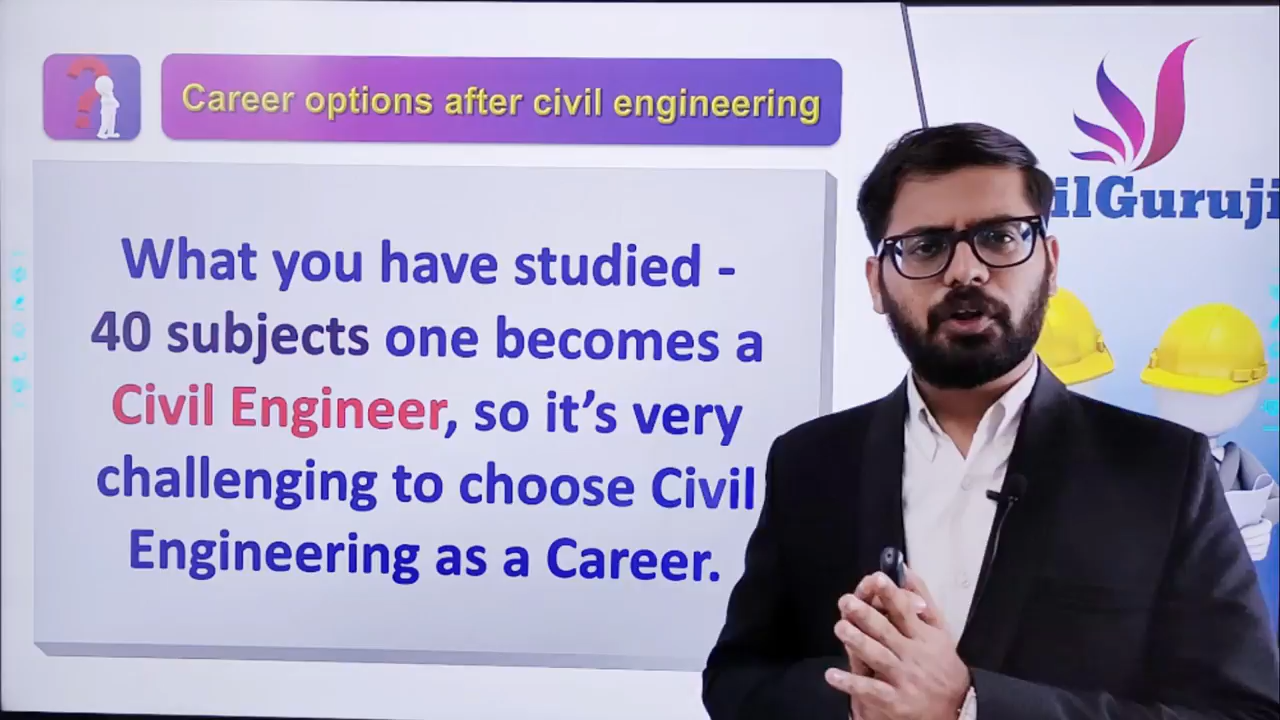 Career options after civil engineering
ilGuruji
What you have studied -
40 subjects one becomes a
Civil Engineer, so it's very
challenging to choose Civil
Engineering as a Career.